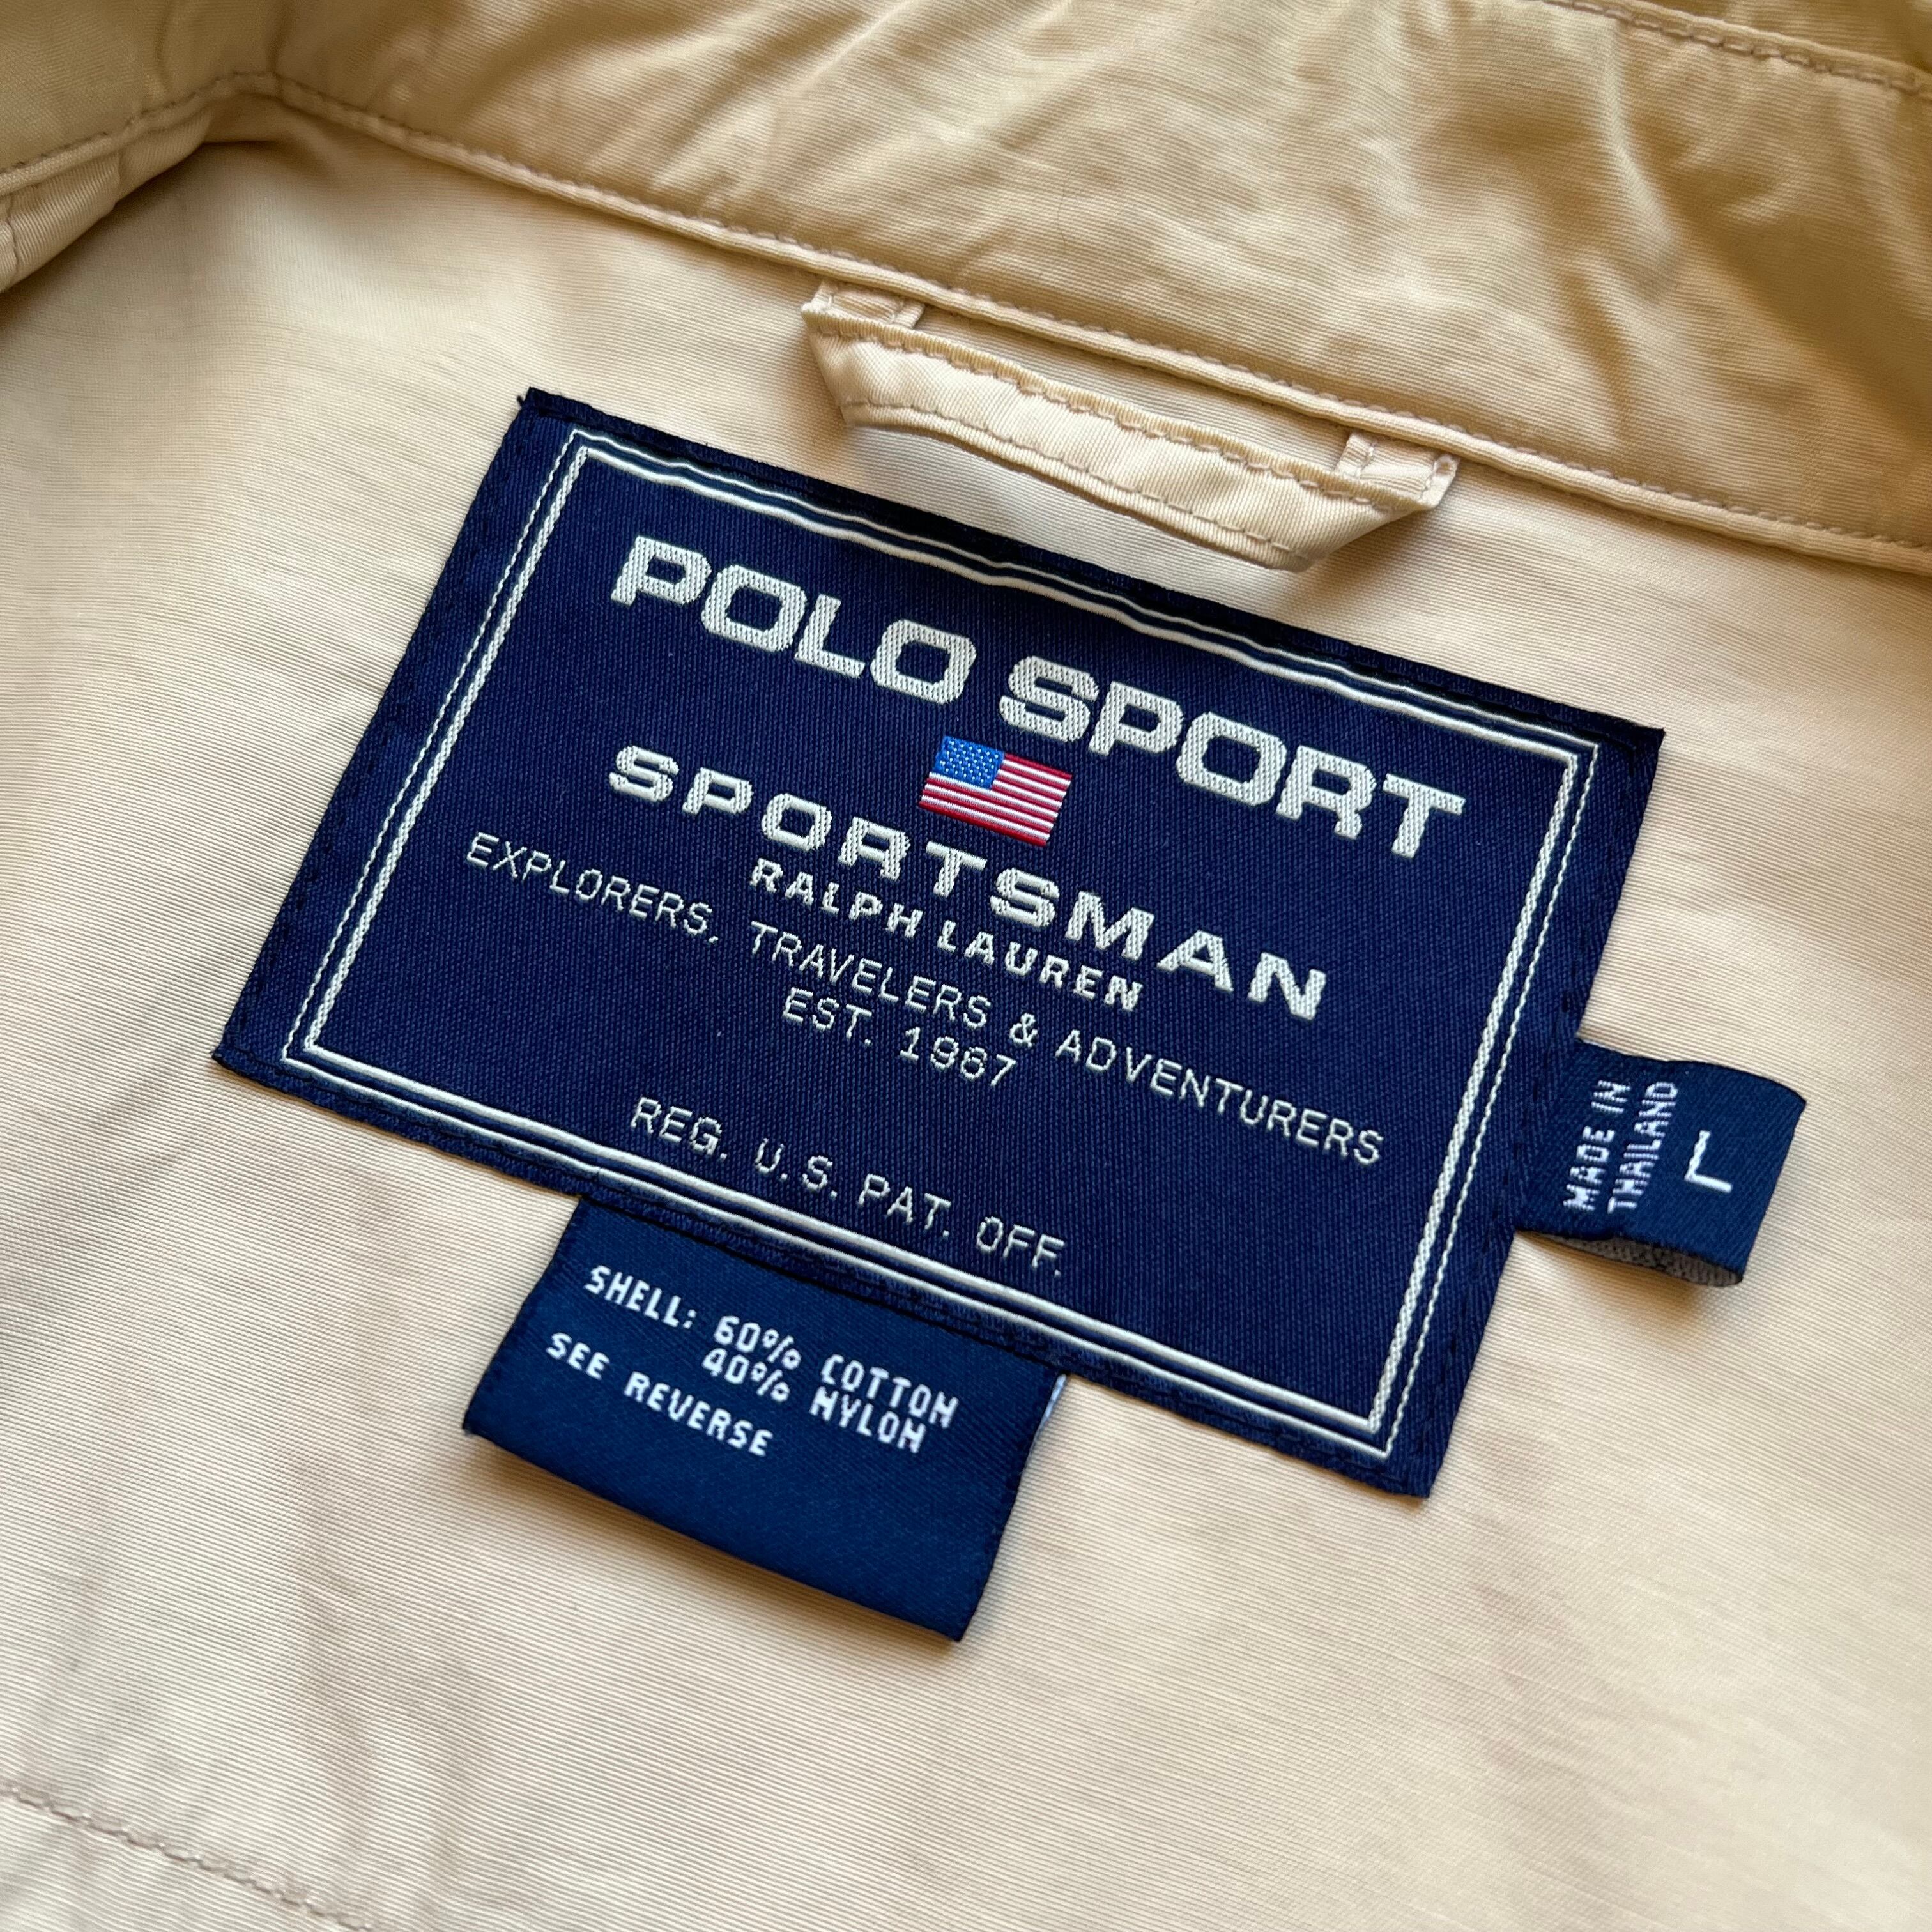 POLO SPORT
SPORTSMAN
RALPH LAUREN
EXPLORERS, TRAVELERS & ADVENTURERS
EST. 1967
REG. U.S. PAT. OFF.
MADE IN
THAILAND
L
SHELL: 60% COTTON
40% NYLON
SEE REVERSE